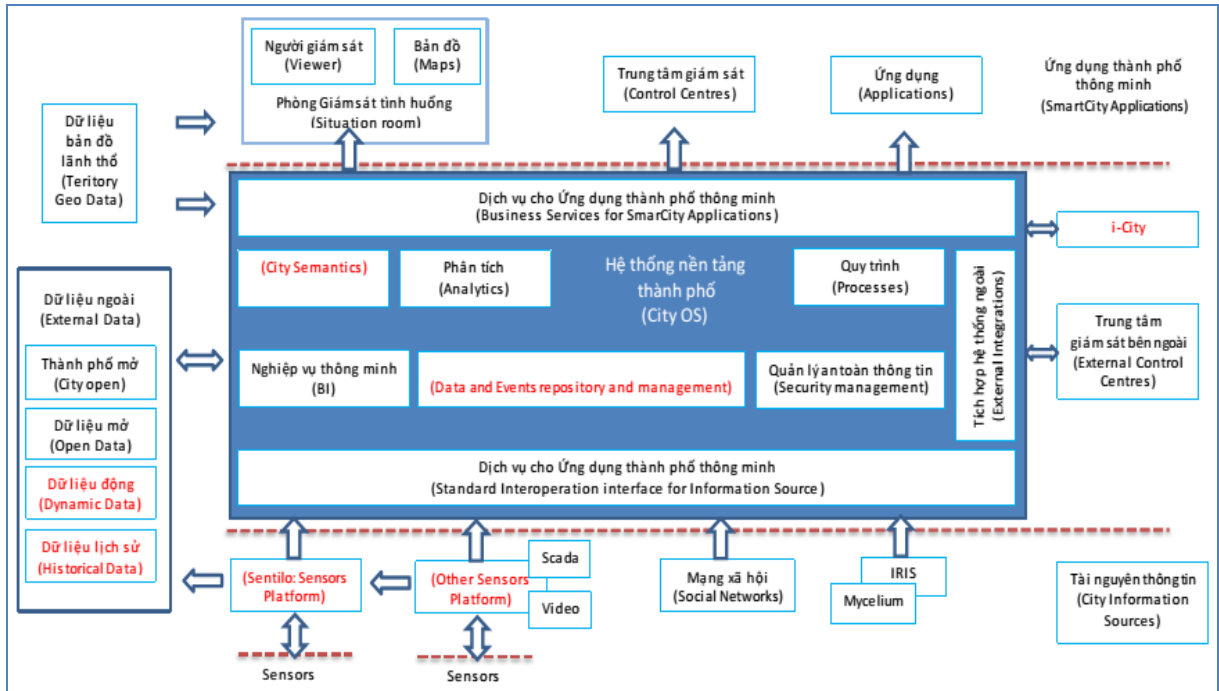 Người giám sát
(Viewer)
Bản đồ
(Maps)
Phòng Giám sát tình huống
(Situation room)
Trung tâm giám sát
(Control Centres)
Ứng dụng
(Applications)
Ứng dụng thành phố
thông minh
(SmartCity Applications)
Dữ liệu
bản đồ
lãnh thổ
(Teritory
Geo Data)
Dịch vụ cho Ứng dụng thành phố thông minh
(Business Services for SmarCity Applications)
i-City
(City Semantics)
Phân tích
(Analytics)
Hệ thống nền tảng
thành phố
(City OS)
Quy trình
(Processes)
Tích hợp hệ thống ngoài
(External Integrations)
Dữ liệu ngoài
(External Data)
Thành phố mở
(City open)
Dữ liệu mở
(Open Data)
Dữ liệu động
(Dynamic Data)
Dữ liệu lịch sử
(Historical Data)
Nghiệp vụ thông minh
(BI)
(Data and Events repository and management)
Quản lý an toàn thông tin
(Security management)
Trung tâm
giám sát bên ngoài
(External Control
Centres)
Dịch vụ cho Ứng dụng thành phố thông minh
(Standard Interoperation interface for Information Source)
(Sentilo: Sensors
Platform)
(Other Sensors
Platform)
Scada
Video
Mạng xã hội
(Social Networks)
IRIS
Mycelium
Tài nguyên thông tin
(City Information
Sources)
Sensors
Sensors